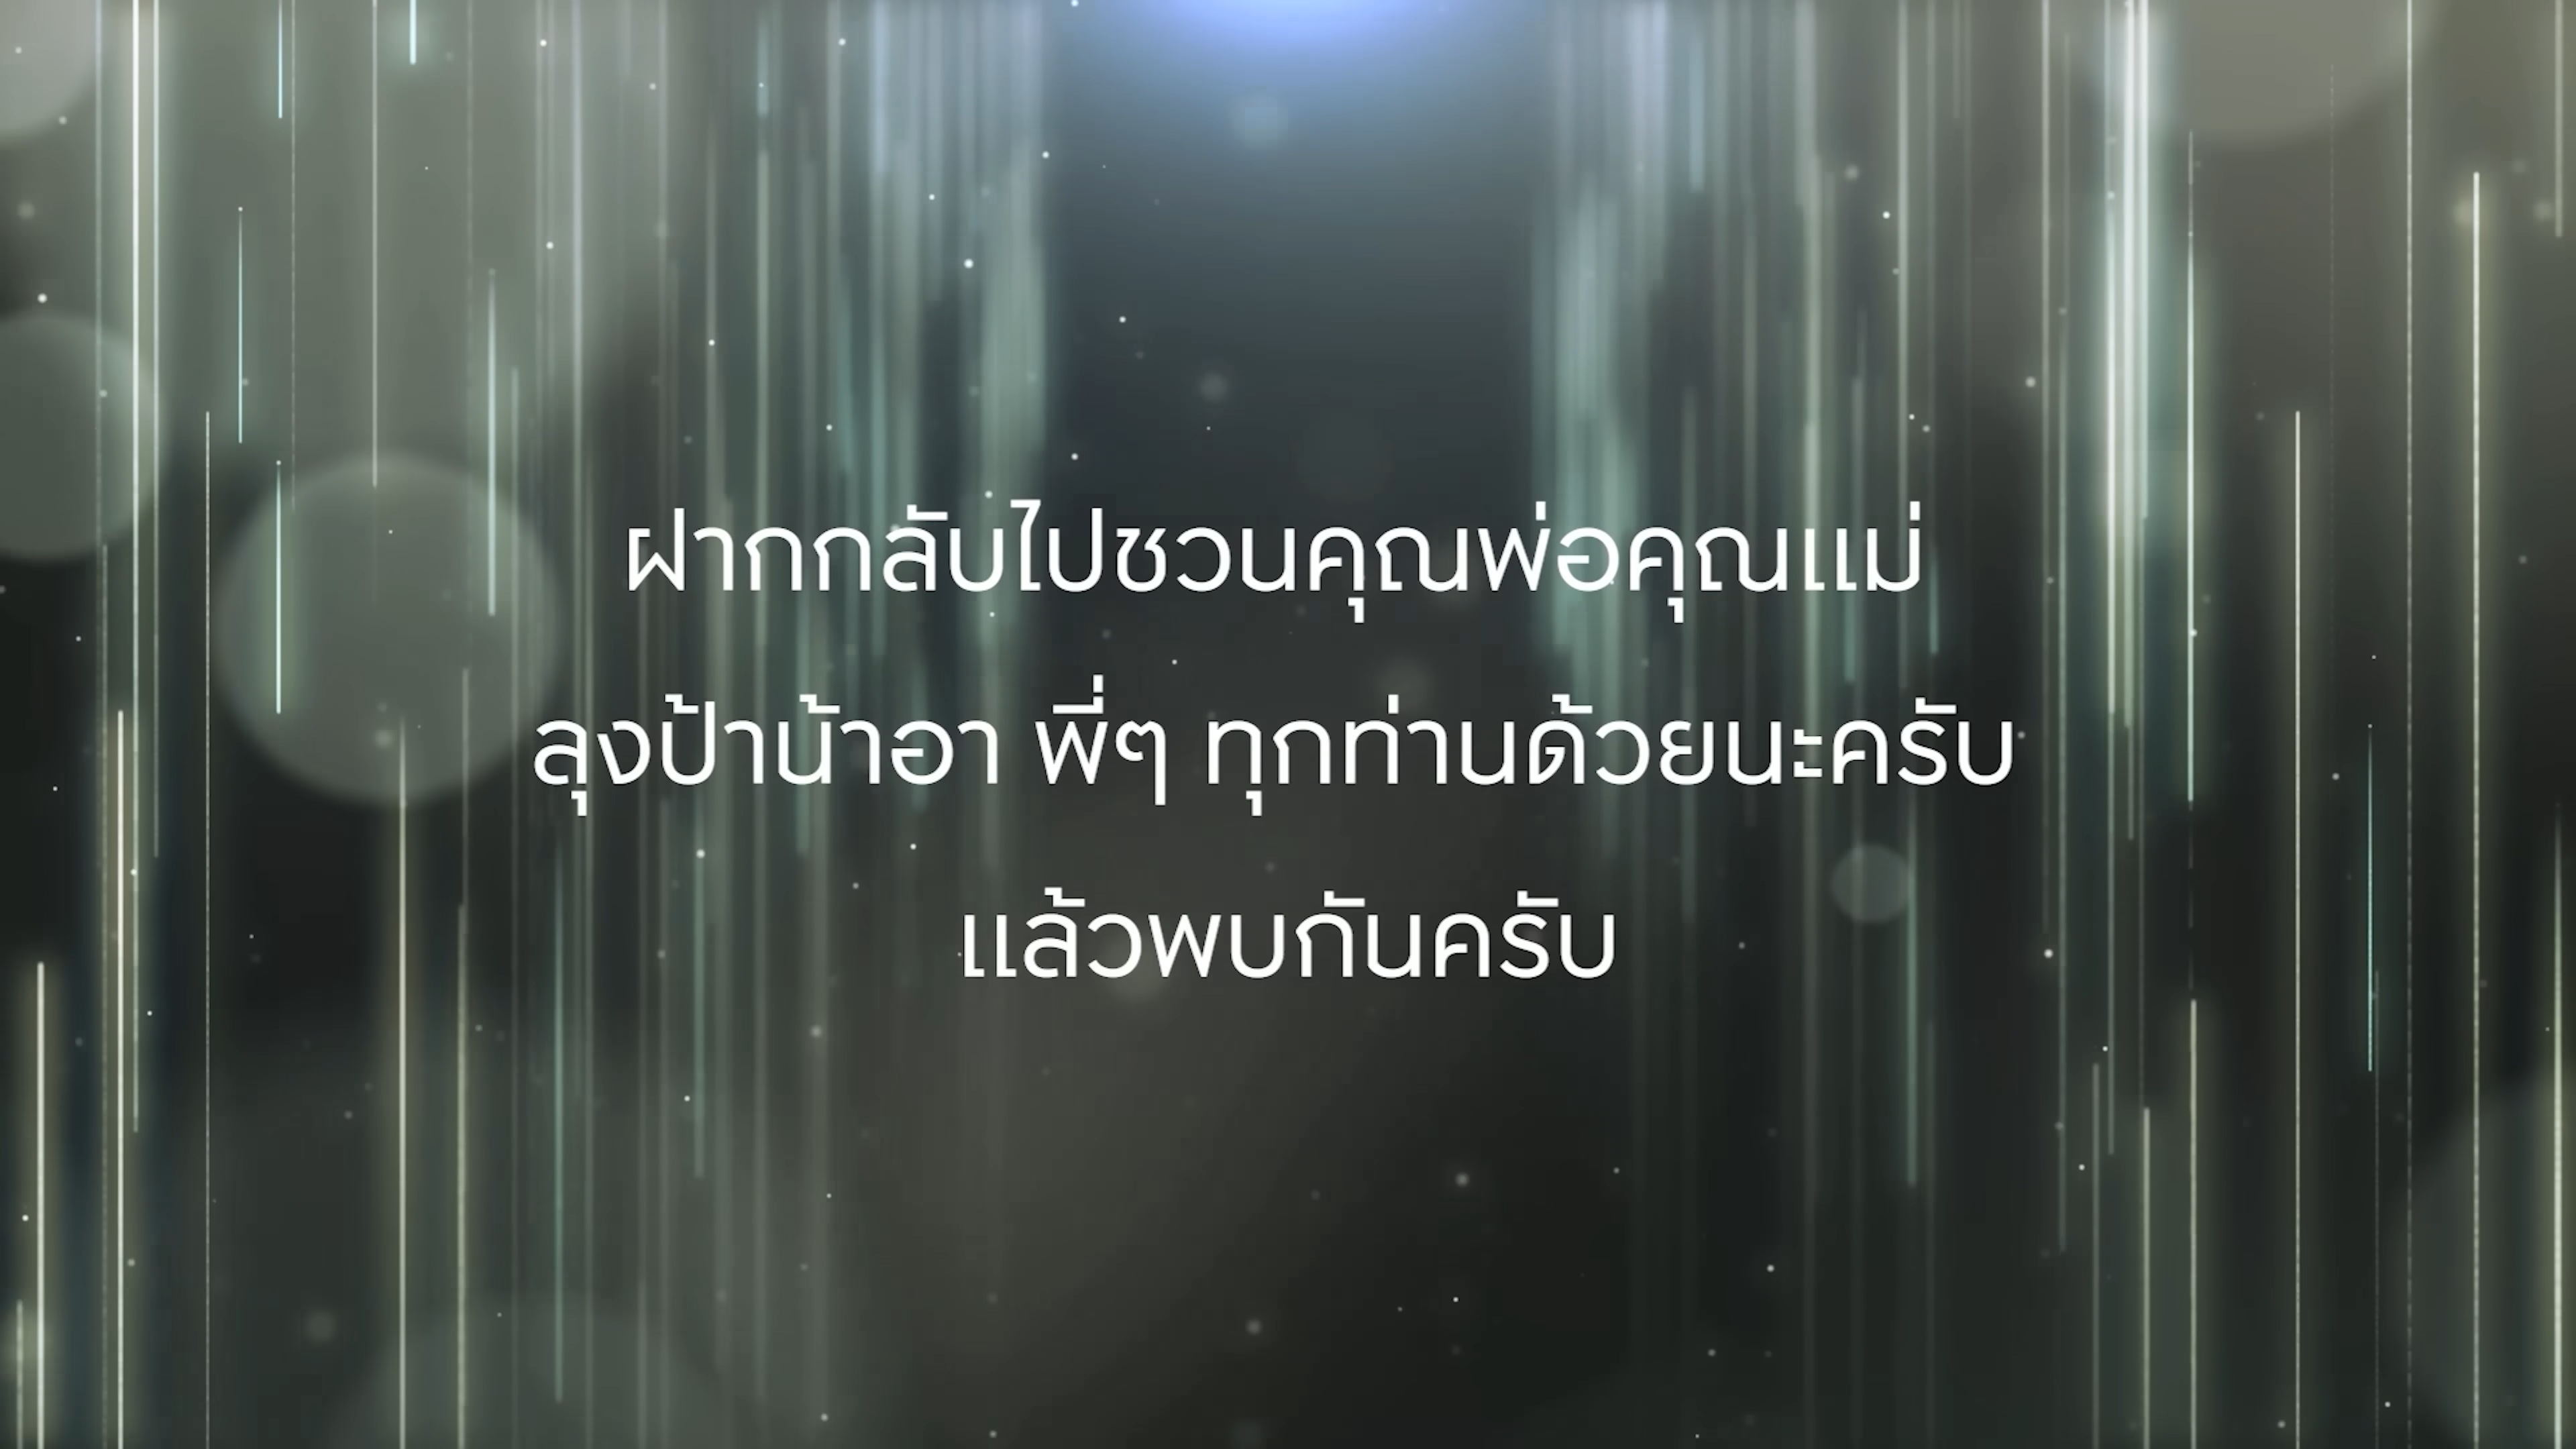 ฝากกลับไปชวนคุณพ่อคุณแม่
ลุงป้าน้าอา พี่ๆ ทุกท่านด้วยนะครับ
แล้วพบกันครับ